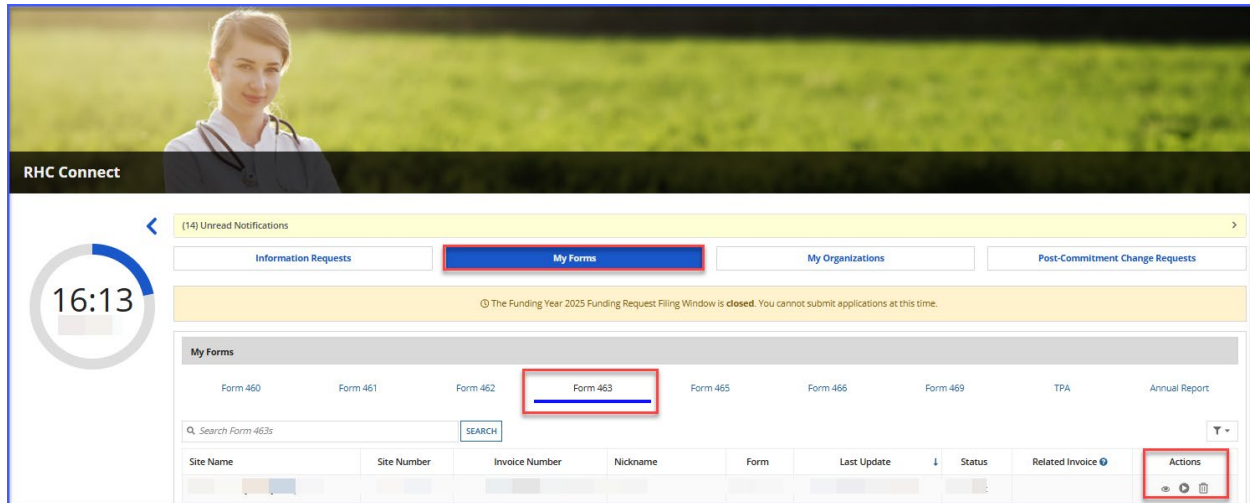 RHC Connect
(14) Unread Notifications
Information Requests My Forms My Organizations Post-Commitment Change Requests
16:13
The Funding Year 2025 Funding Request Filing Window is closed. You cannot submit applications at this time.
My Forms
Form 460 Form 461 Form 462 Form 463 Form 465 Form 466 Form 469 TPA Annual Report
Search Form 463s SEARCH
Site Name Site Number Invoice Number Nickname Form Last Update Status Related Invoice Actions